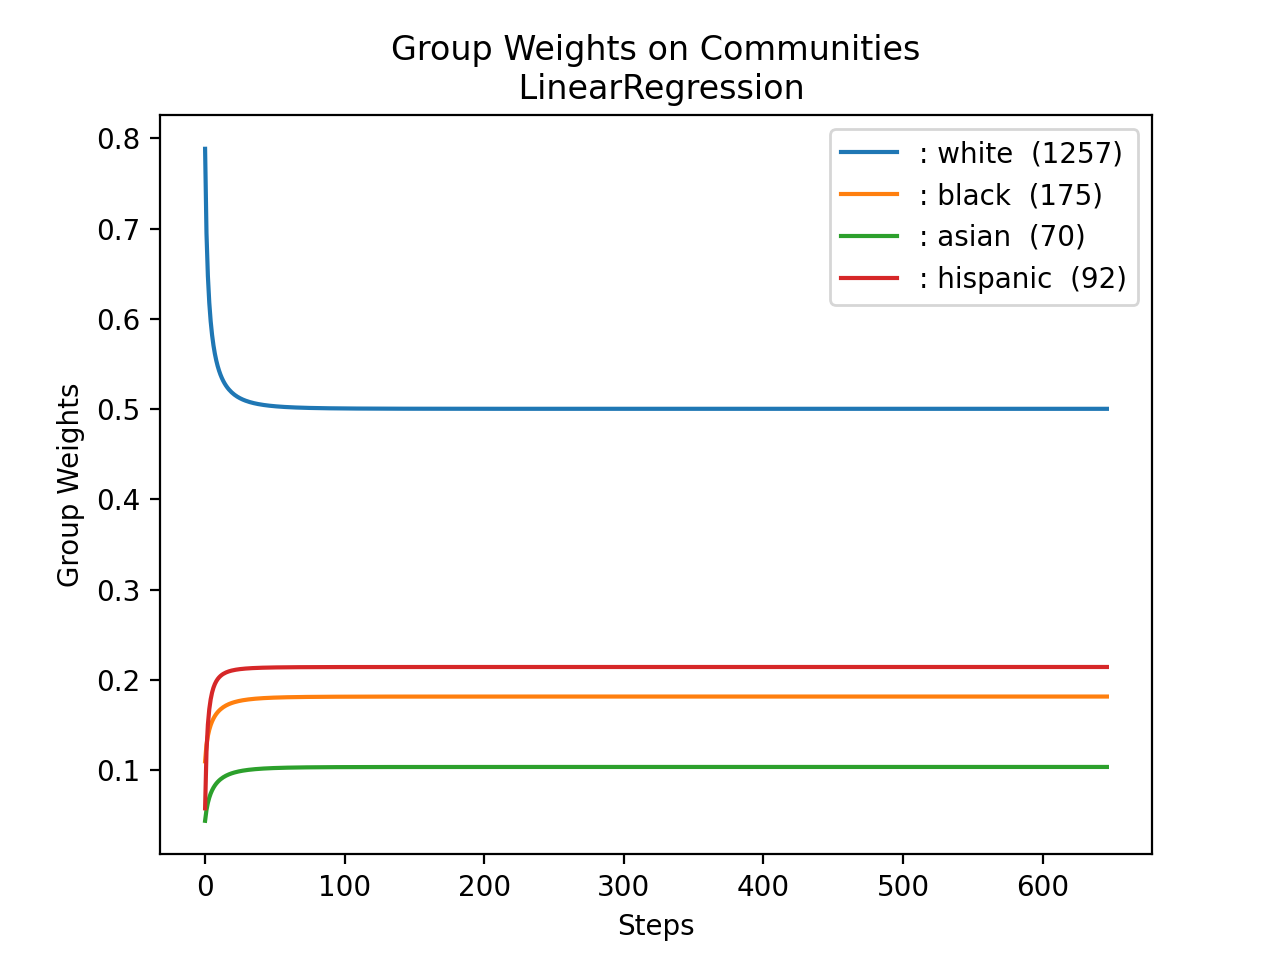 Group Weights on Communities
LinearRegression
0.8
0.7
0.6
0.5
0.4
0.3
0.2
0.1
Group Weights
: white (1257)
: black (175)
: asian (70)
: hispanic (92)
0 100 200 300 400 500 600
Steps